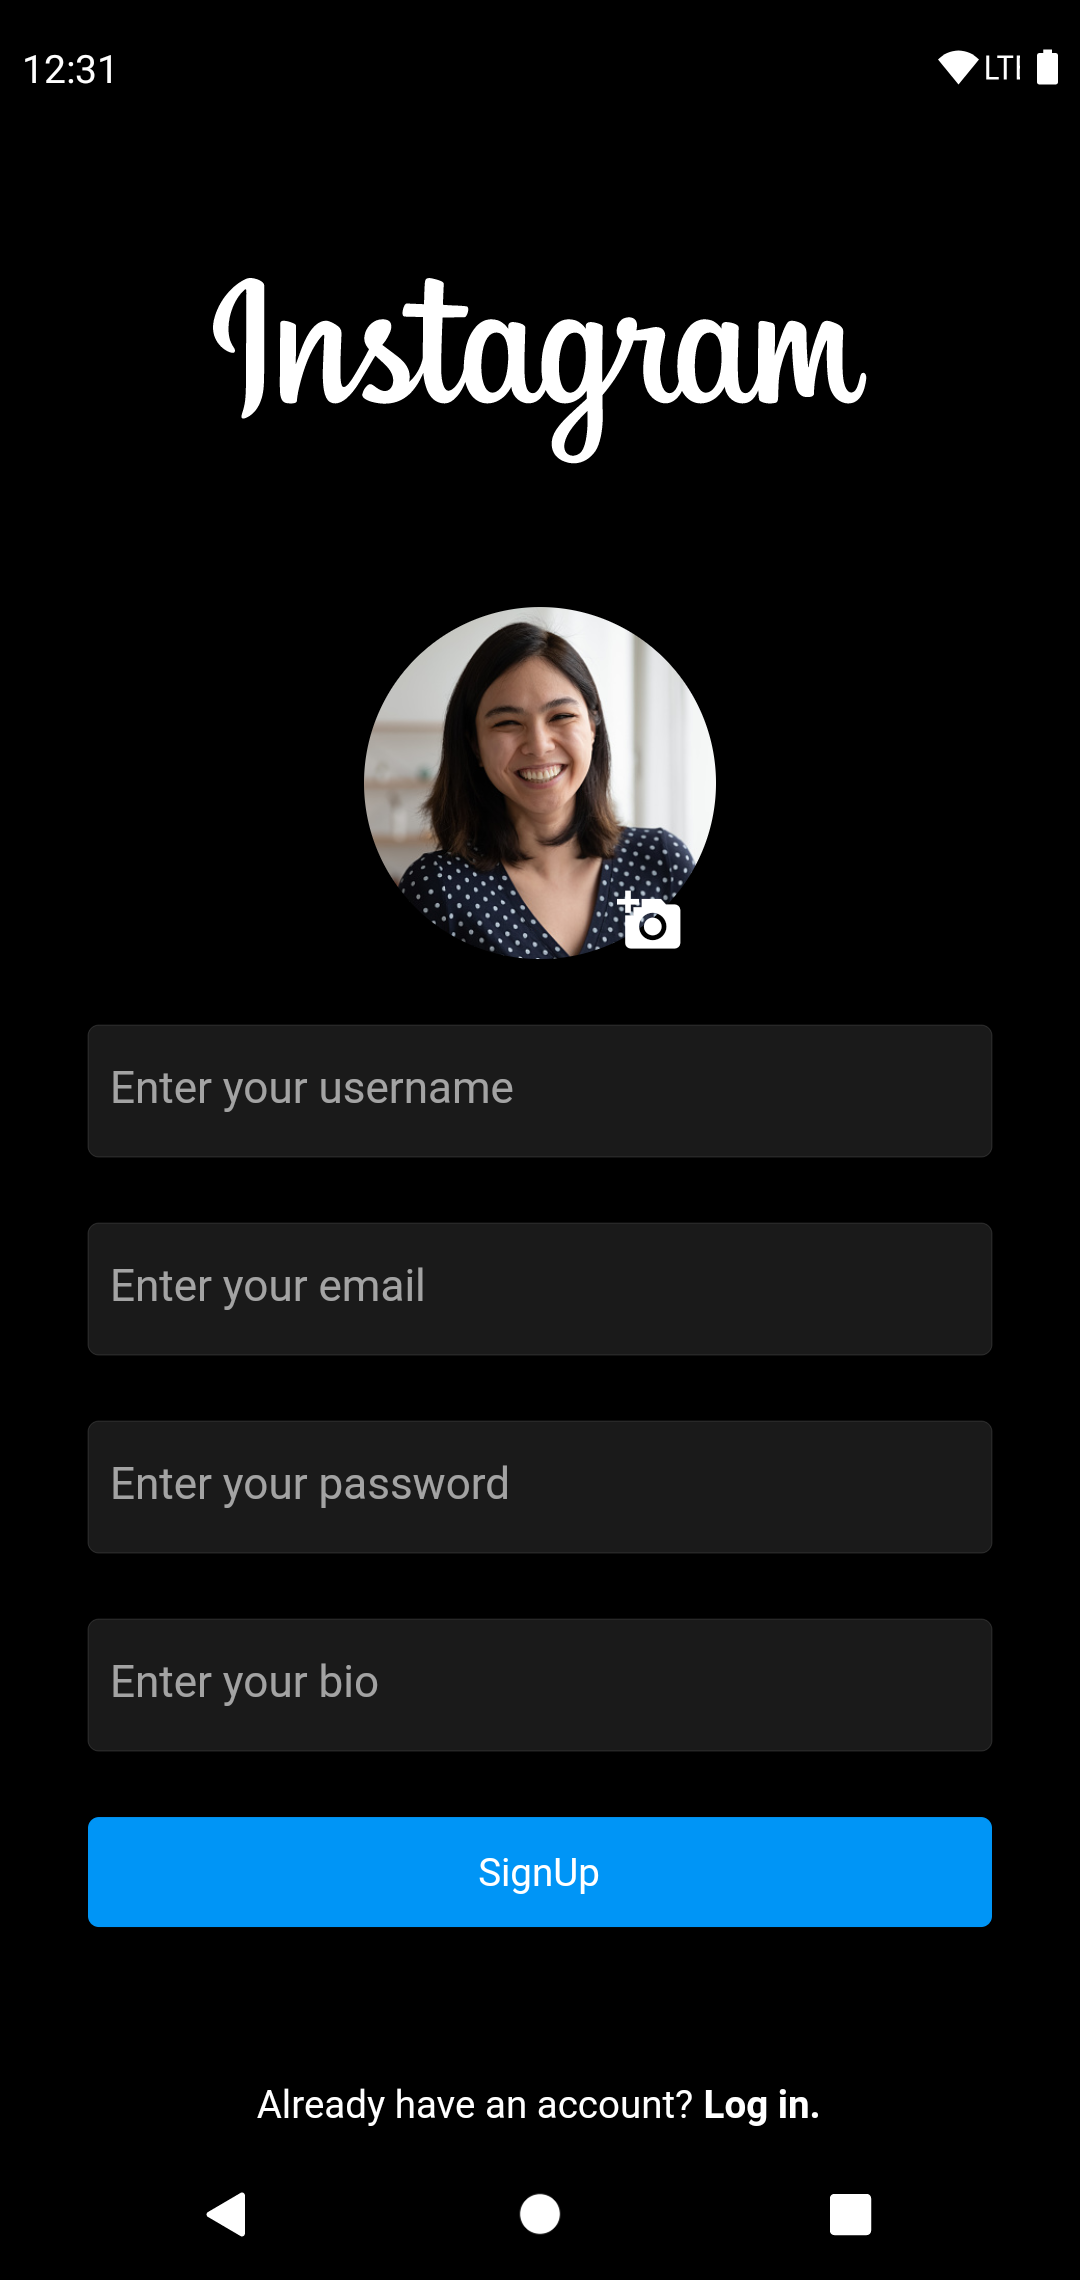 12:31 LTE
Instagram
Enter your username
Enter your email
Enter your password
Enter your bio
SignUp
Already have an account? Log in.